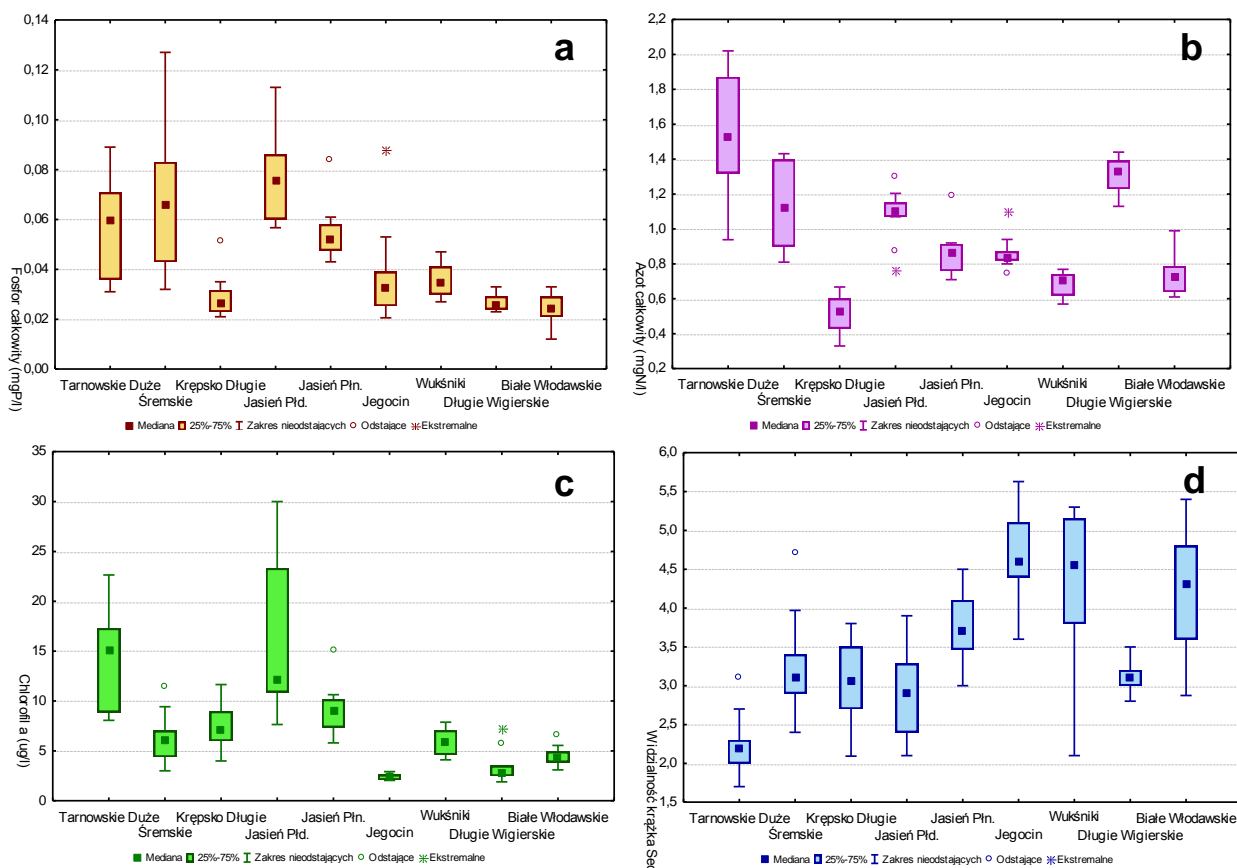 a
0,14
0,12
0,10
0,08
0,06
0,04
0,02
0,00
Fosfor całkowity (mgP/l)
Tarnowskie Duże Krępsko Długie Jasień Płn. Wukśniki Białe Włodawskie
Śremskie Jasień Płd. Jegocin Długie Wigierskie
Mediana 25%-75% Zakres nieodstających Odstające Ekstremalne
b
2,2
2,0
1,8
1,6
1,4
1,2
1,0
0,8
0,6
0,4
0,2
Azot całkowity (mgN/l)
Tarnowskie Duże Krępsko Długie Jasień Płn. Wukśniki Białe Włodawskie
Śremskie Jasień Płd. Jegocin Długie Wigierskie
Mediana 25%-75% Zakres nieodstających Odstające Ekstremalne
c
35
30
25
20
15
10
5
0
Chlorofil a (ug/l)
Tarnowskie Duże Krępsko Długie Jasień Płn. Wukśniki Białe Włodawskie
Śremskie Jasień Płd. Jegocin Długie Wigierskie
Mediana 25%-75% Zakres nieodstających Odstające Ekstremalne
d
6,0
5,5
5,0
4,5
4,0
3,5
3,0
2,5
2,0
1,5
Widzialność krążka Sec
Tarnowskie Duże Krępsko Długie Jasień Płn. Wukśniki Białe Włodawskie
Śremskie Jasień Płd. Jegocin Długie Wigierskie
Mediana 25%-75% Zakres nieodstających Odstające Ekstremalne